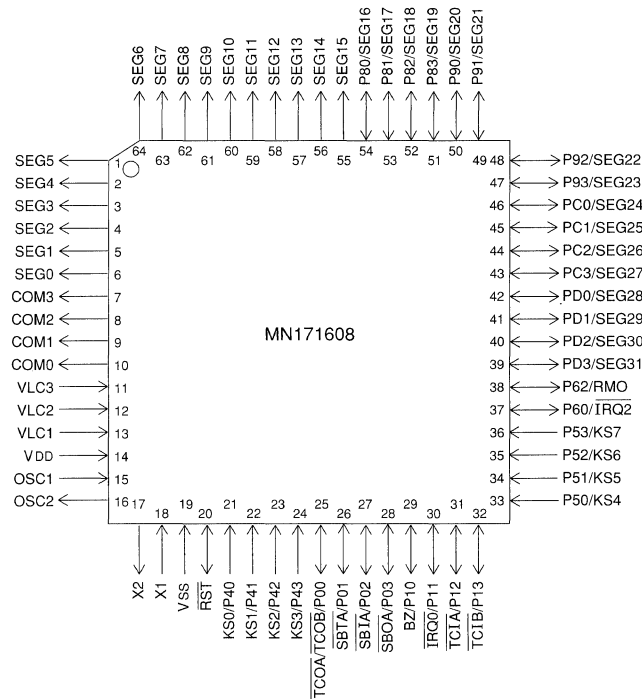 SEG6
SEG7
SEG8
SEG9
SEG10
SEG11
SEG12
SEG13
SEG14
SEG15
P80/SEG16
P81/SEG17
P82/SEG18
P83/SEG19
P90/SEG20
P91/SEG21
64
63
62
61
60
59
58
57
56
55
54
53
52
51
50
49
SEG5 1
SEG4 2
SEG3 3
SEG2 4
SEG1 5
SEG0 6
COM3 7
COM2 8
COM1 9
COM0 10
VLC3 11
VLC2 12
VLC1 13
VDD 14
OSC1 15
OSC2 16
MN171608
48 P92/SEG22
47 P93/SEG23
46 PC0/SEG24
45 PC1/SEG25
44 PC2/SEG26
43 PC3/SEG27
42 PD0/SEG28
41 PD1/SEG29
40 PD2/SEG30
39 PD3/SEG31
38 P62/RMO
37 P60/IRQ2
36 P53/KS7
35 P52/KS6
34 P51/KS5
33 P50/KS4
17
18
19
20
21
22
23
24
25
26
27
28
29
30
31
32
X2
X1
VSS
RST
KS0/P40
KS1/P41
KS2/P42
KS3/P43
TCOA/TCOB/P00
SBTA/P01
SBIA/P02
SBOA/P03
BZ/P10
IRQ0/P11
TCIA/P12
TCIB/P13